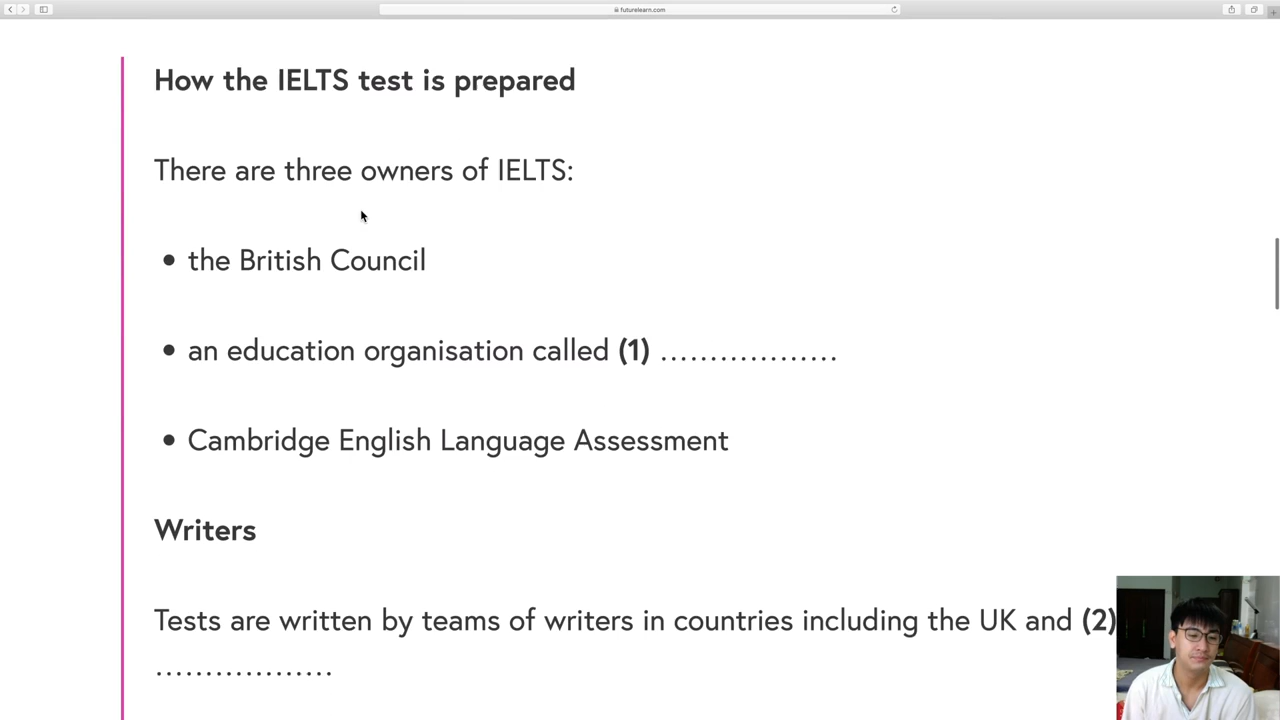 futurelearn.com
How the IELTS test is prepared
There are three owners of IELTS:
• the British Council
• an education organisation called (1) ..................
• Cambridge English Language Assessment
Writers
Tests are written by teams of writers in countries including the UK and (2)
..................